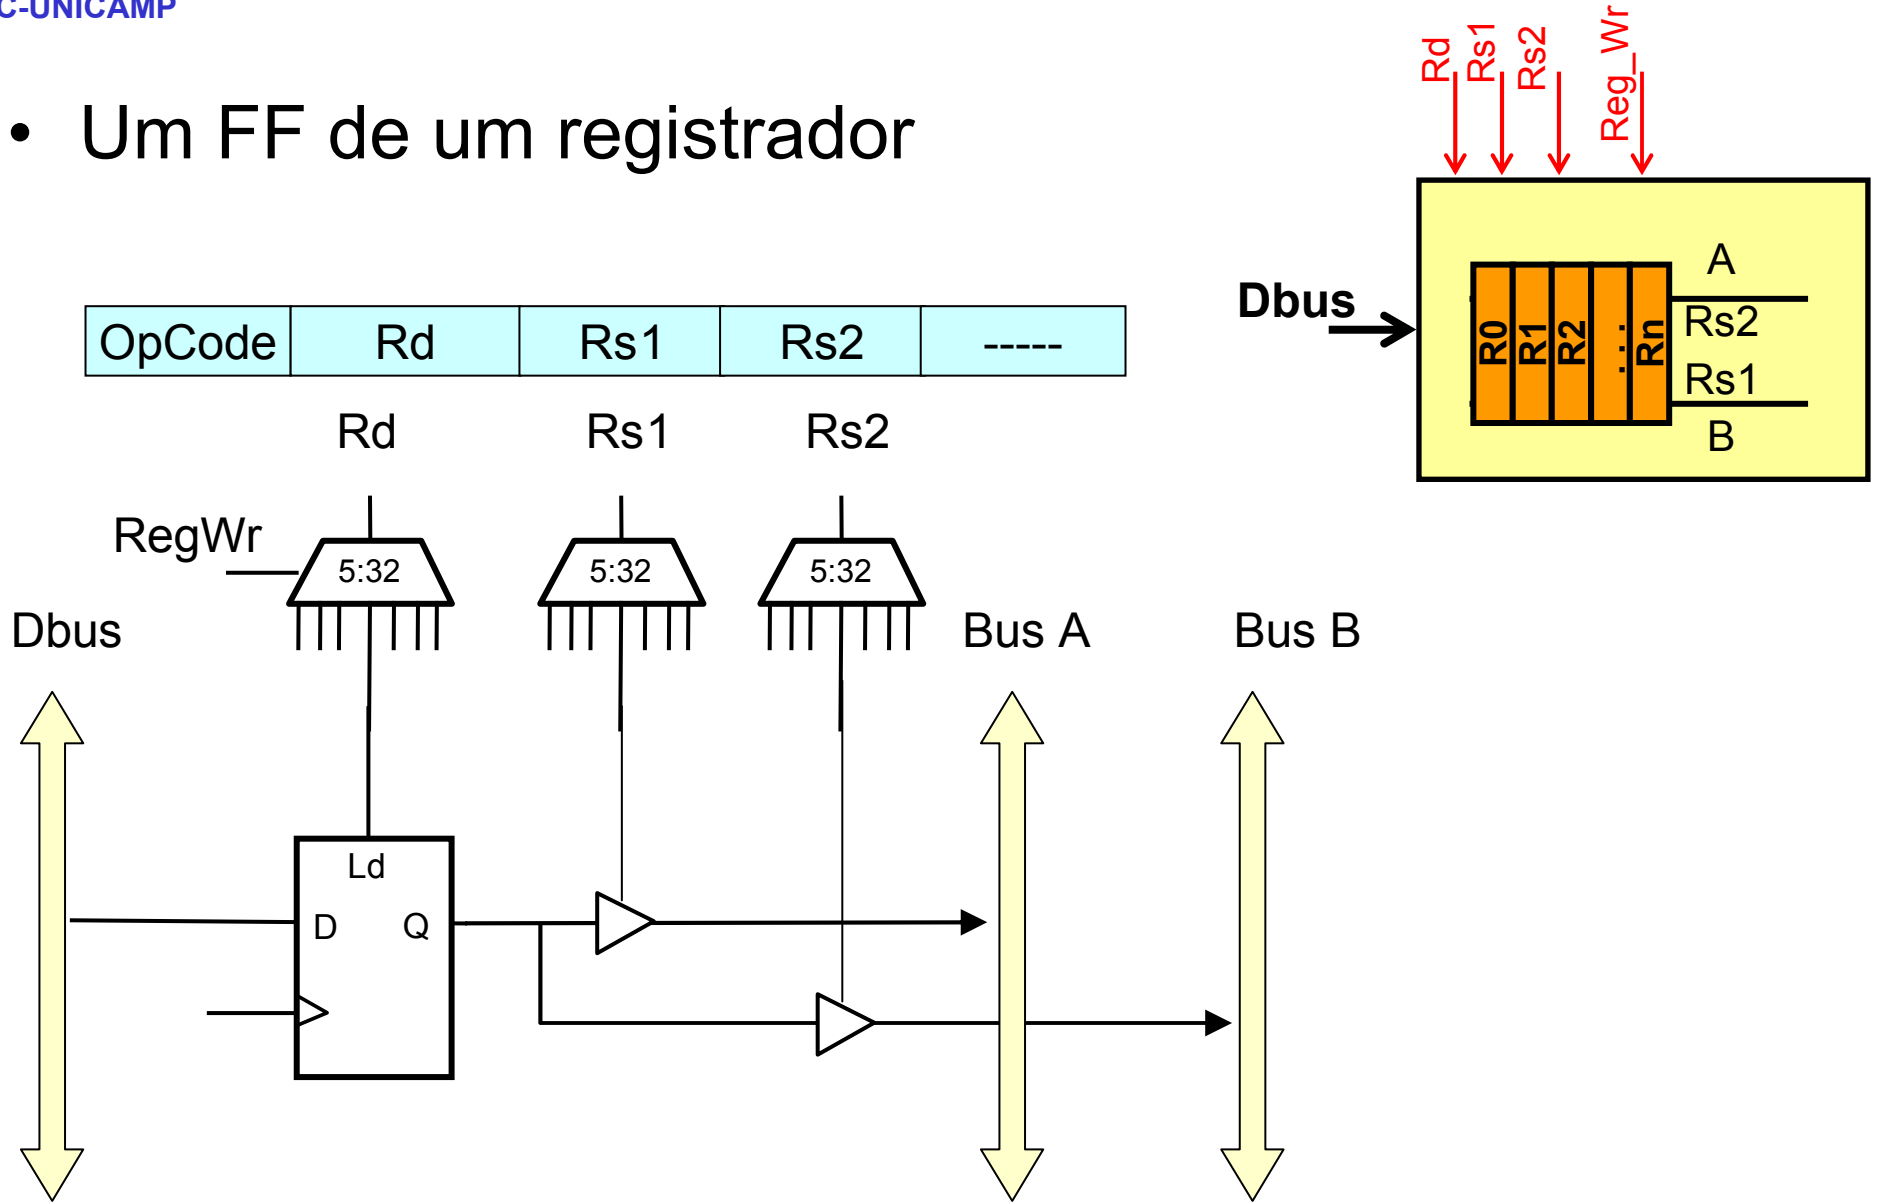 C-UNICAMP
• Um FF de um registrador
Rd
Rs1
Rs2
Reg_Wr
Dbus
R0
R1
R2
...
Rn
A
Rs2
Rs1
B
OpCode Rd Rs1 Rs2 -----
Rd Rs1 Rs2
RegWr
5:32 5:32 5:32
Dbus Bus A Bus B
Ld
D Q